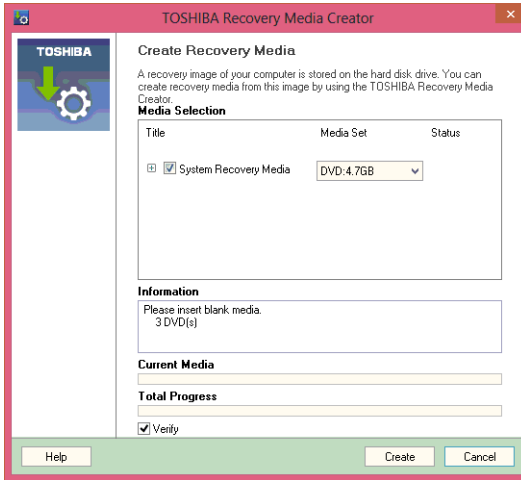 TOSHIBA Recovery Media Creator
TOSHIBA
Create Recovery Media
A recovery image of your computer is stored on the hard disk drive. You can
create recovery media from this image by using the TOSHIBA Recovery Media
Creator.
Media Selection
Title Media Set Status
System Recovery Media DVD:4.7GB
Information
Please insert blank media.
3 DVD(s)
Current Media
Total Progress
Verify
Help Create Cancel